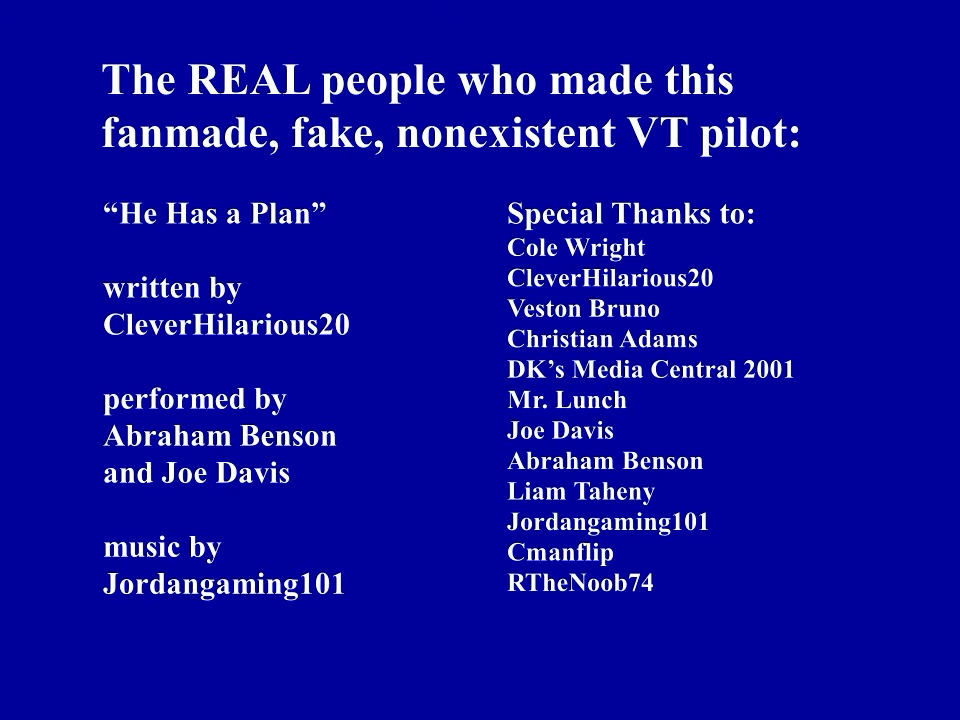 The REAL people who made this
fanmade, fake, nonexistent VT pilot:
“He Has a Plan”
written by
CleverHilarious20
performed by
Abraham Benson
and Joe Davis
music by
Jordangaming101
Special Thanks to:
Cole Wright
CleverHilarious20
Veston Bruno
Christian Adams
DK’s Media Central 2001
Mr. Lunch
Joe Davis
Abraham Benson
Liam Taheny
Jordangaming101
Cmanflip
RTheNoob74